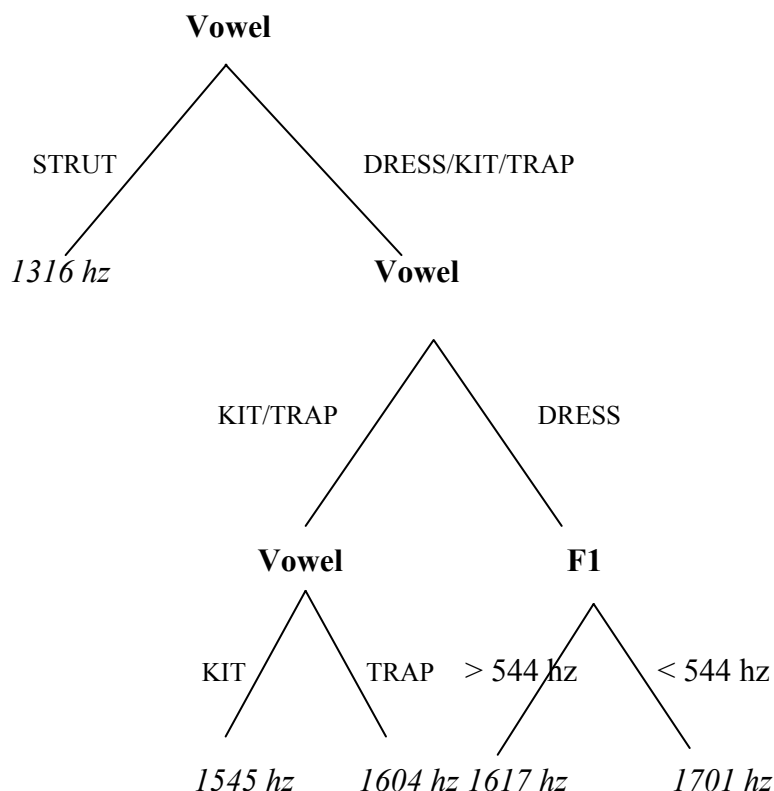 Vowel
STRUT DRESS/KIT/TRAP
1316 hz Vowel
KIT/TRAP DRESS
Vowel F1
KIT TRAP > 544 hz < 544 hz
1545 hz 1604 hz 1617 hz 1701 hz